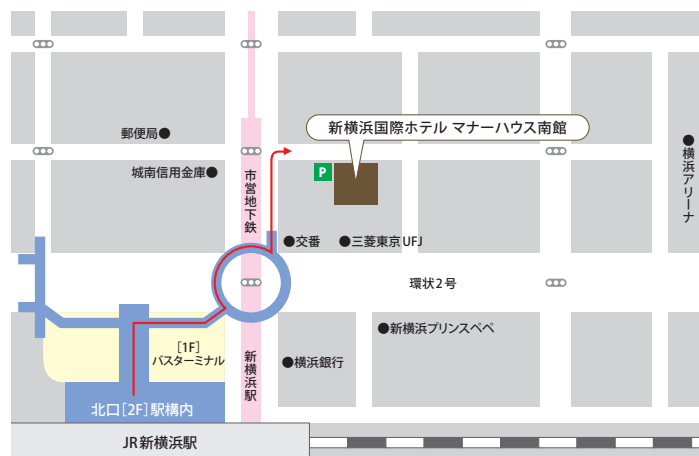 新横浜国際ホテル マナーハウス南館
郵便局
城南信用金庫
P
市営地下鉄
横浜アリーナ
交番
三菱東京UFJ
環状2号
新横浜プリンスペペ
[1F]
バスターミナル
新横浜駅
横浜銀行
北口[2F]駅構内
JR新横浜駅